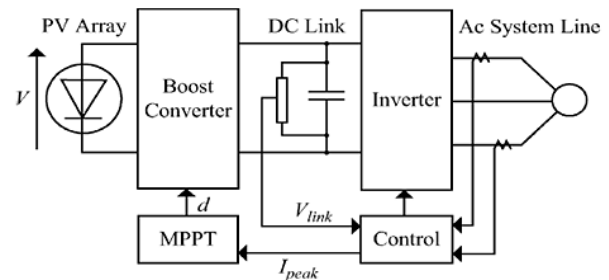 PV Array
DC Link
Ac System Line
V
Boost
Converter
Inverter
d
V_link
MPPT
Control
I_peak